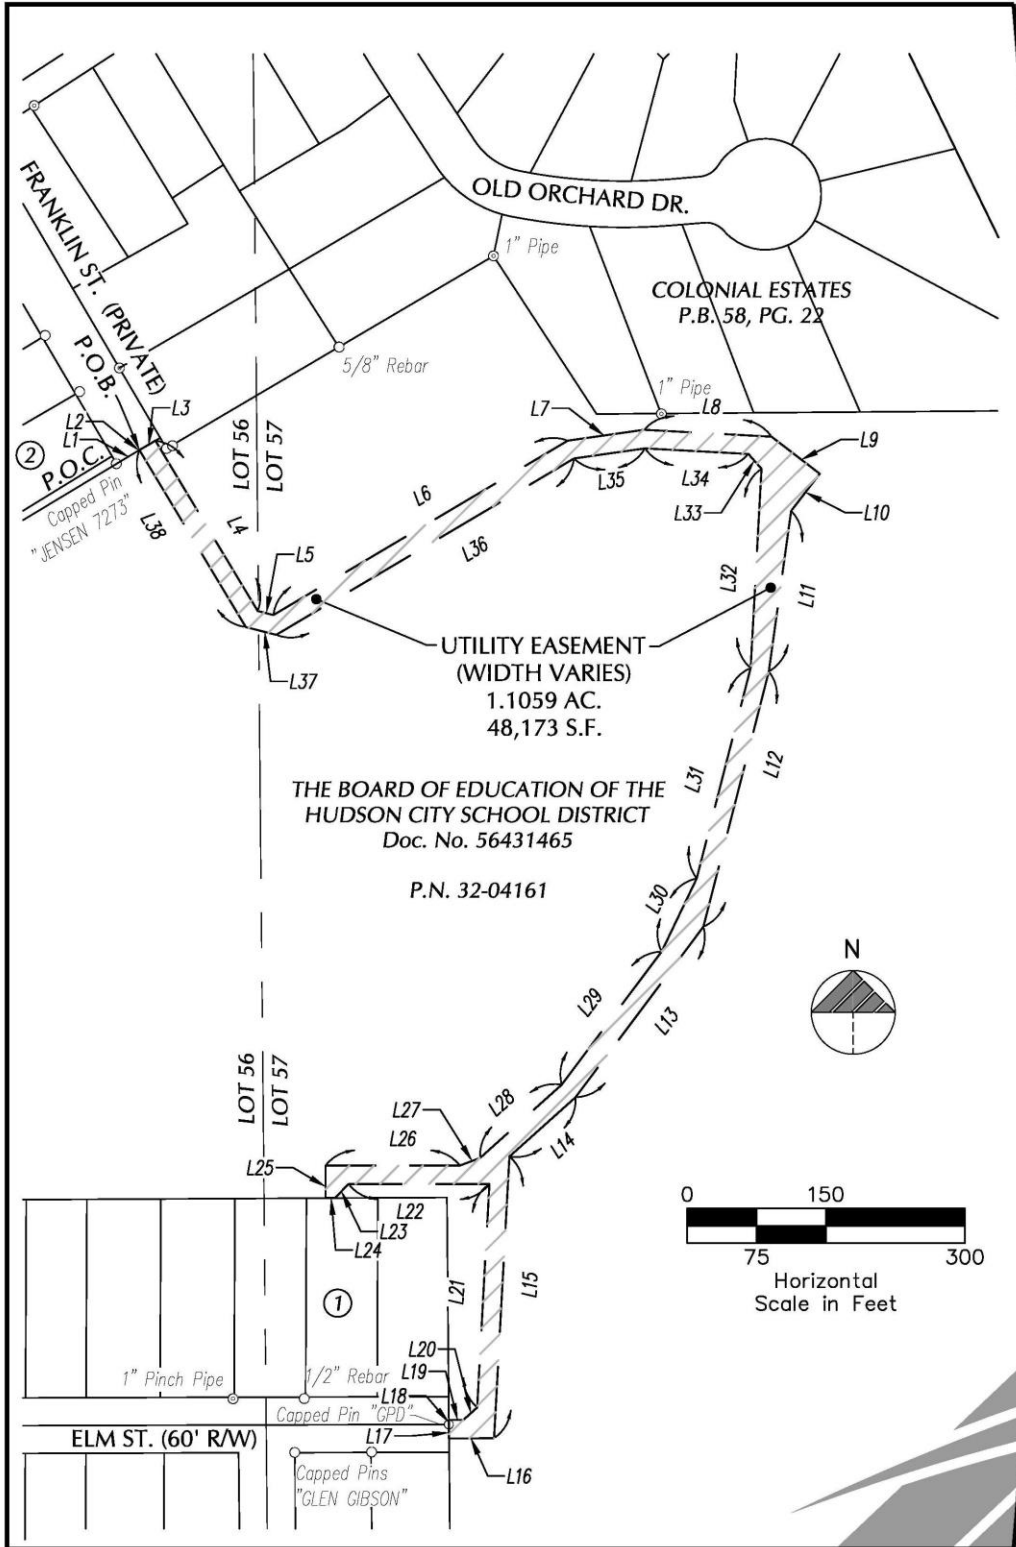 OLD ORCHARD DR.
FRANKLIN ST. (PRIVATE)
1" Pipe
COLONIAL ESTATES
P.B. 58, PG. 22
5/8" Rebar
1" Pipe
P.O.B.
L3
L2
L1
P.O.C.
2
Capped Pin
"JENSEN 7273"
LOT 56
LOT 57
L7
L8
L9
L10
L35
L34
L33
L6
L36
L38
L4
L5
L37
L32
L11
UTILITY EASEMENT
(WIDTH VARIES)
1.1059 AC.
48,173 S.F.
THE BOARD OF EDUCATION OF THE
HUDSON CITY SCHOOL DISTRICT
Doc. No. 56431465
P.N. 32-04161
L31
L12
L30
L29
L13
N
LOT 56
LOT 57
L27
L28
L26
L14
L25
L22
L23
L24
L21
L15
1
0 150
75 300
Horizontal
Scale in Feet
L20
L19
L18
L17
L16
1" Pinch Pipe
1/2" Rebar
Capped Pin "GPD"
ELM ST. (60' R/W)
Capped Pins
"GLEN GIBSON"